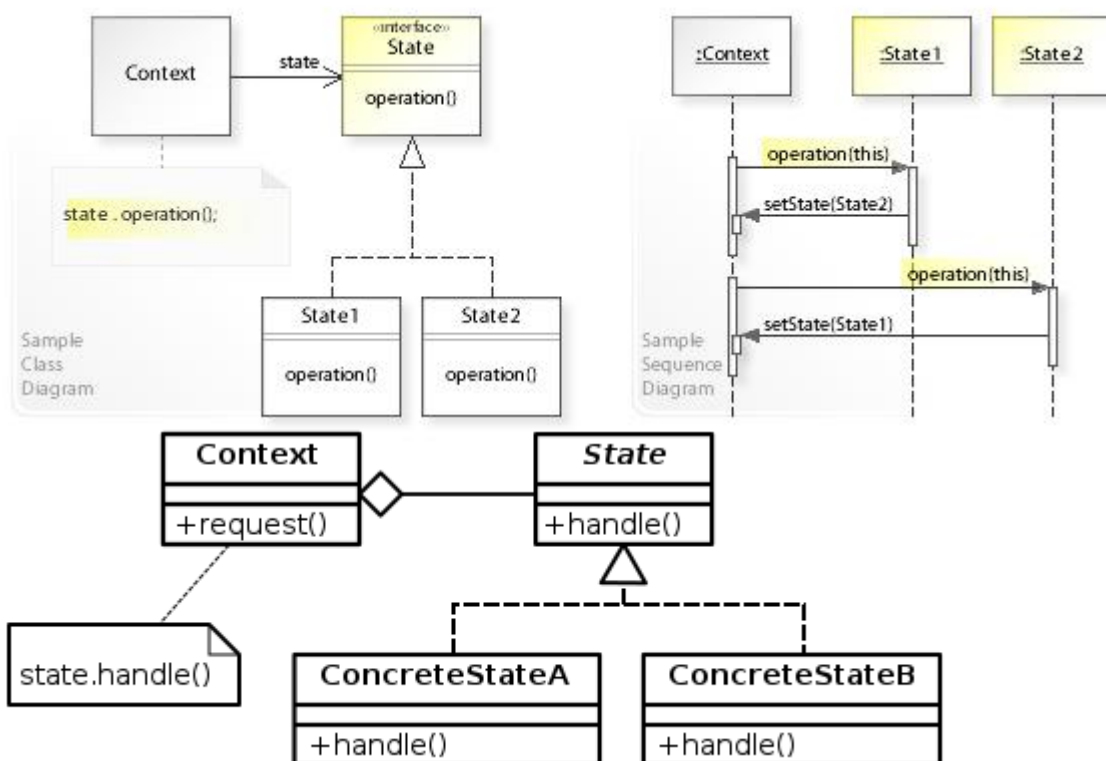 Context
state
«interface»
State
operation()
state . operation();
State1
operation()
State2
operation()
Sample
Class
Diagram
:Context
:State1
:State2
operation(this)
setState(State2)
operation(this)
setState(State1)
Sample
Sequence
Diagram
Context
+request()
State
+handle()
state.handle()
ConcreteStateA
+handle()
ConcreteStateB
+handle()